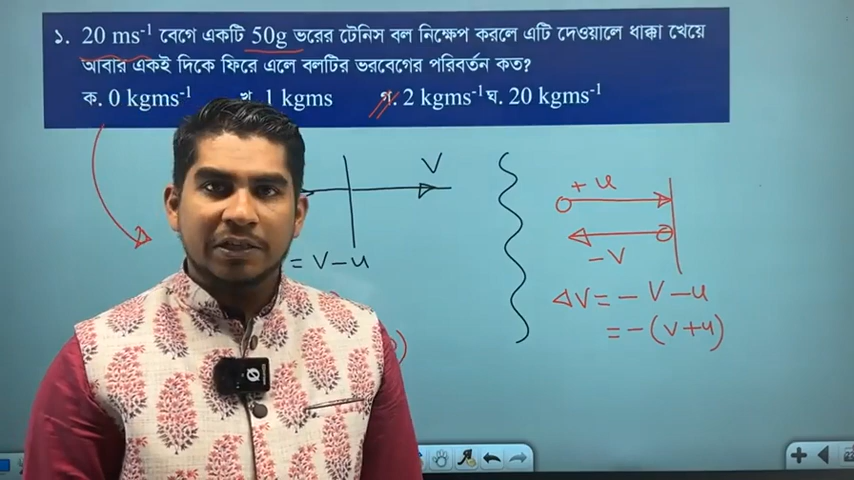 ১. 20 ms⁻¹ বেগে একটি 50g ভরের টেনিস বল নিক্ষেপ করলে এটি দেওয়ালে ধাক্কা খেয়ে
আবার একই দিকে ফিরে এলে বলটির ভরবেগের পরিবর্তন কত?
ক. 0 kgms⁻¹ খ. 1 kgms গ. 2 kgms⁻¹ ঘ. 20 kgms⁻¹
V
= V - u
+ u
- V
ΔV = - V - u
= - (V + u)